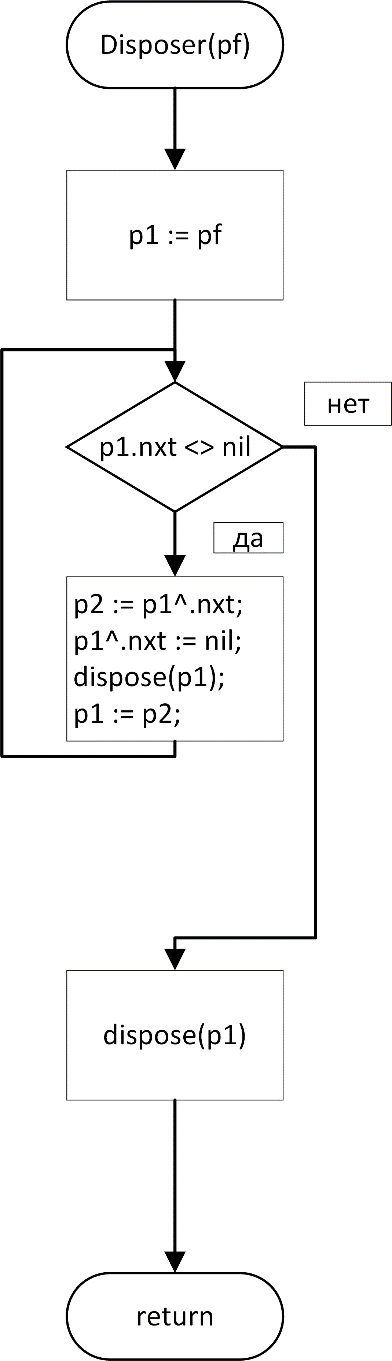 Disposer(pf)
p1 := pf
нет
p1.nxt <> nil
да
p2 := p1^.nxt;
p1^.nxt := nil;
dispose(p1);
p1 := p2;
dispose(p1)
return